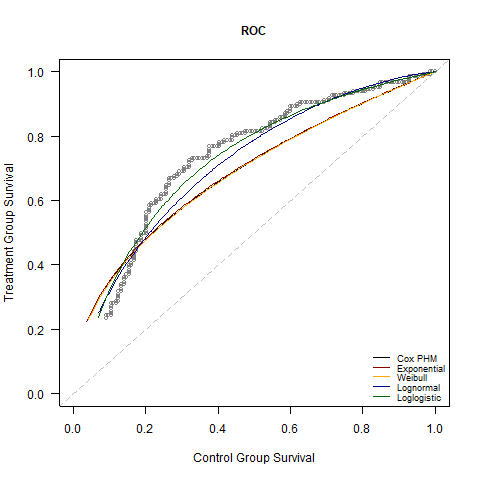 ROC
Treatment Group Survival
1.0
0.8
0.6
0.4
0.2
0.0
Cox PHM
Exponential
Weibull
Lognormal
Loglogistic
0.0 0.2 0.4 0.6 0.8 1.0
Control Group Survival